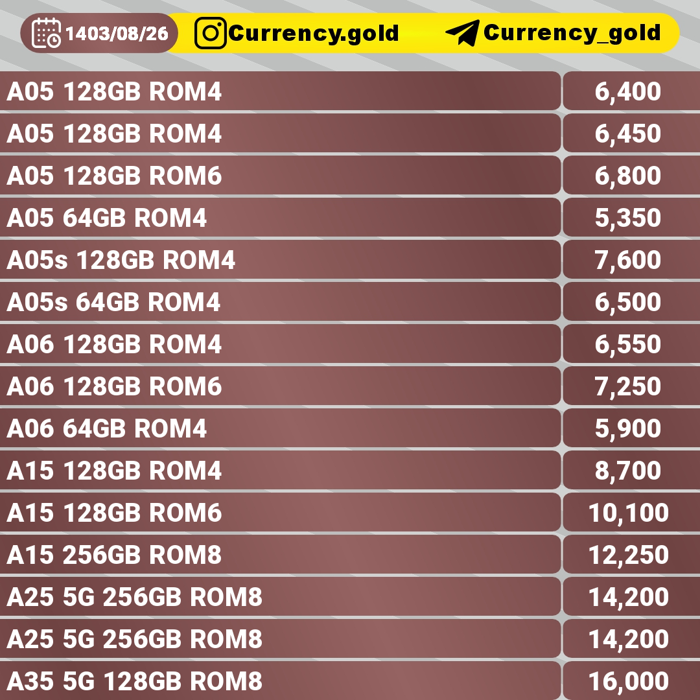 1403/08/26 Currency.gold Currency_gold
A05 128GB ROM4 6,400
A05 128GB ROM4 6,450
A05 128GB ROM6 6,800
A05 64GB ROM4 5,350
A05s 128GB ROM4 7,600
A05s 64GB ROM4 6,500
A06 128GB ROM4 6,550
A06 128GB ROM6 7,250
A06 64GB ROM4 5,900
A15 128GB ROM4 8,700
A15 128GB ROM6 10,100
A15 256GB ROM8 12,250
A25 5G 256GB ROM8 14,200
A25 5G 256GB ROM8 14,200
A35 5G 128GB ROM8 16,000